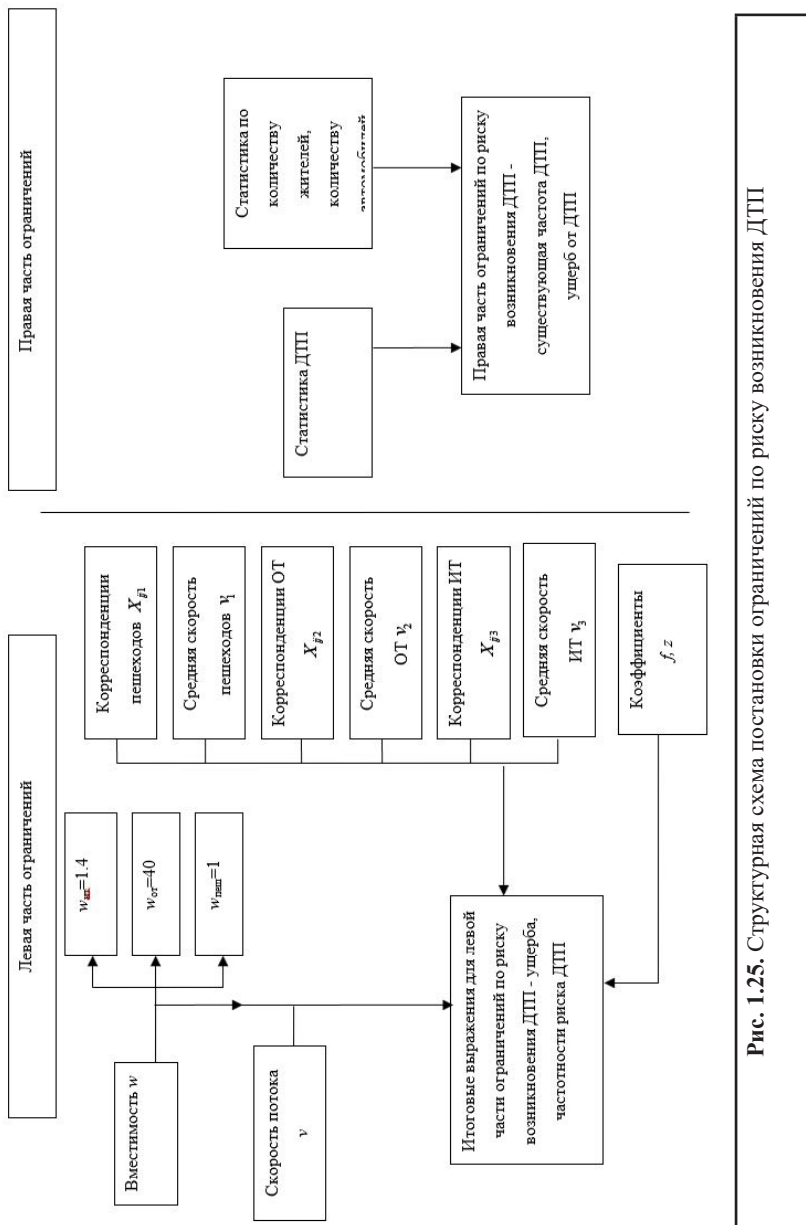 Левая часть ограничений
Правая часть ограничений
Вместимость w
Скорость потока
v
w_ит=1.4
w_от=40
w_пеш=1
Корреспонденции
пешеходов X_ij1
Средняя скорость
пешеходов v_1
Корреспонденции ОТ
X_ij2
Средняя скорость
ОТ v_2
Корреспонденции ИТ
X_ij3
Средняя скорость
ИТ v_3
Коэффициенты
f, z
Итоговые выражения для левой
части ограничений по риску
возникновения ДТП - ущерба,
частотности риска ДТП
Статистика ДТП
Статистика по
количеству
жителей,
количеству
автомобилей
Правая часть ограничений по риску
возникновения ДТП -
существующая частота ДТП,
ущерб от ДТП
Рис. 1.25. Структурная схема постановки ограничений по риску возникновения ДТП